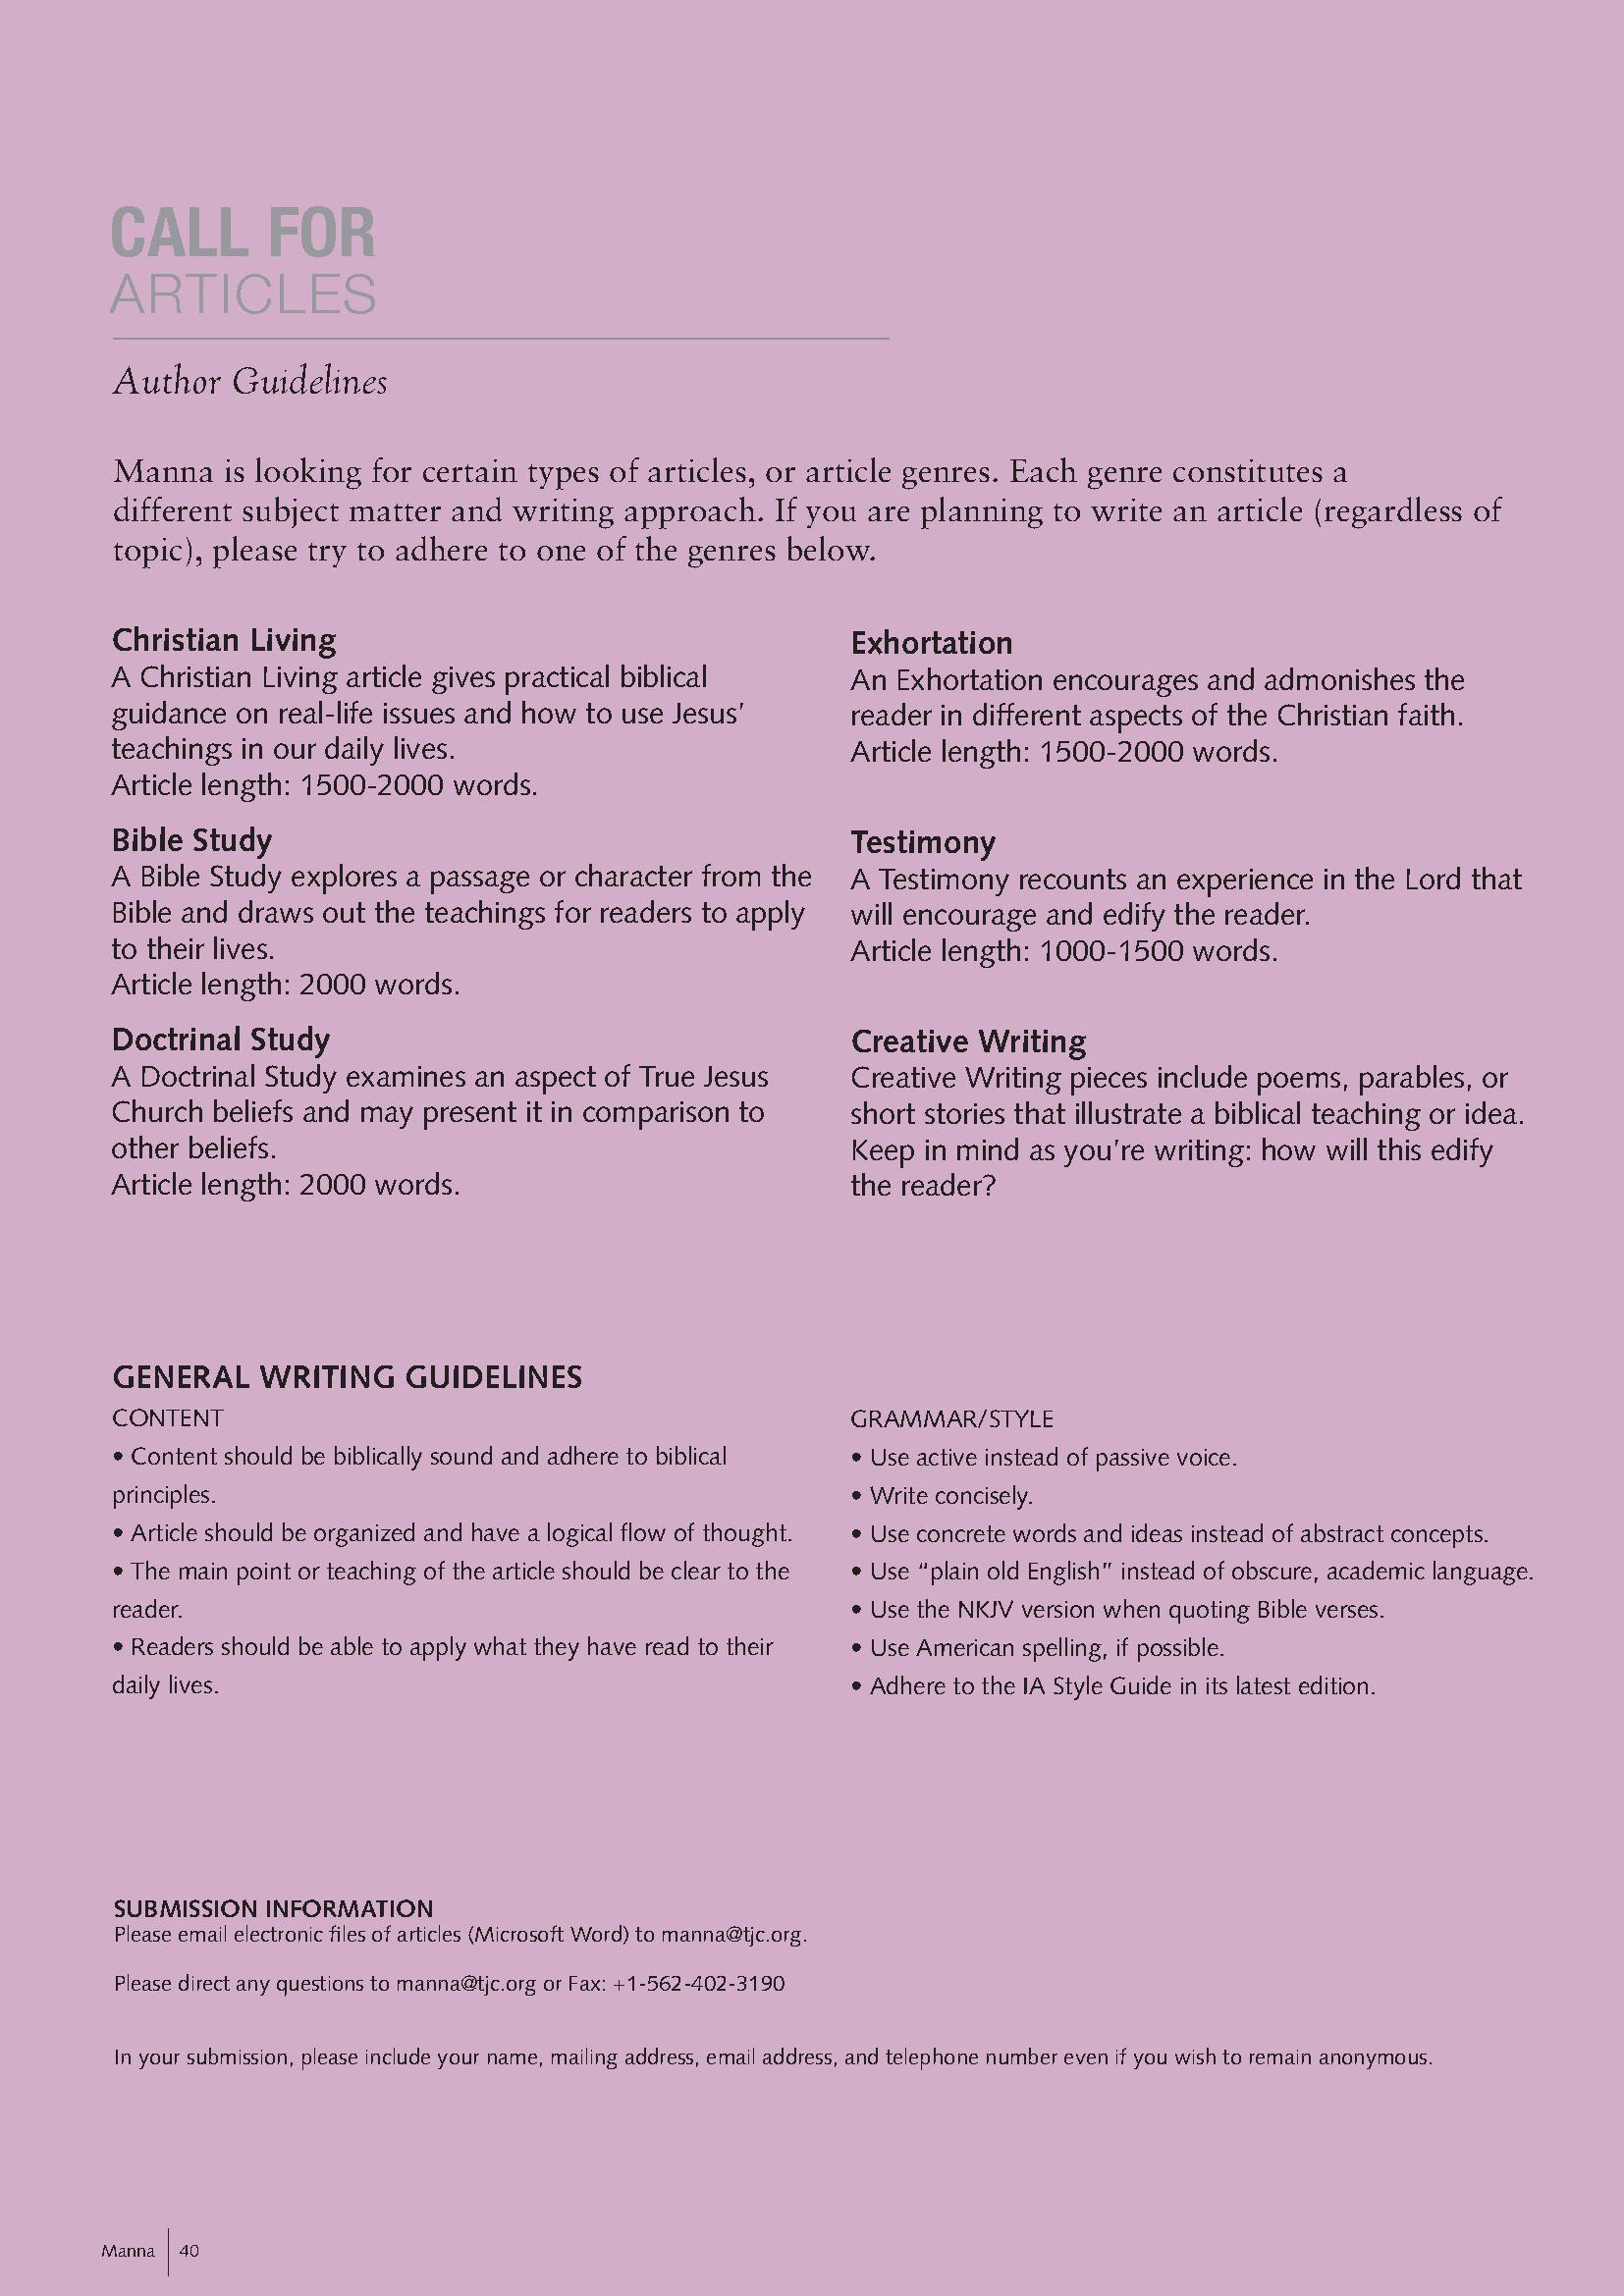 CALL FOR
ARTICLES
Author Guidelines
Manna is looking for certain types of articles, or article genres. Each genre constitutes a
different subject matter and writing approach. If you are planning to write an article (regardless of
topic), please try to adhere to one of the genres below.
Christian Living
A Christian Living article gives practical biblical
guidance on real-life issues and how to use Jesus’
teachings in our daily lives.
Article length: 1500-2000 words.
Bible Study
A Bible Study explores a passage or character from the
Bible and draws out the teachings for readers to apply
to their lives.
Article length: 2000 words.
Doctrinal Study
A Doctrinal Study examines an aspect of True Jesus
Church beliefs and may present it in comparison to
other beliefs.
Article length: 2000 words.
Exhortation
An Exhortation encourages and admonishes the
reader in different aspects of the Christian faith.
Article length: 1500-2000 words.
Testimony
A Testimony recounts an experience in the Lord that
will encourage and edify the reader.
Article length: 1000-1500 words.
Creative Writing
Creative Writing pieces include poems, parables, or
short stories that illustrate a biblical teaching or idea.
Keep in mind as you’re writing: how will this edify
the reader?
GENERAL WRITING GUIDELINES
CONTENT
• Content should be biblically sound and adhere to biblical
principles.
• Article should be organized and have a logical flow of thought.
• The main point or teaching of the article should be clear to the
reader.
• Readers should be able to apply what they have read to their
daily lives.
GRAMMAR/STYLE
• Use active instead of passive voice.
• Write concisely.
• Use concrete words and ideas instead of abstract concepts.
• Use “plain old English” instead of obscure, academic language.
• Use the NKJV version when quoting Bible verses.
• Use American spelling, if possible.
• Adhere to the IA Style Guide in its latest edition.
SUBMISSION INFORMATION
Please email electronic files of articles (Microsoft Word) to manna@tjc.org.
Please direct any questions to manna@tjc.org or Fax: +1-562-402-3190
In your submission, please include your name, mailing address, email address, and telephone number even if you wish to remain anonymous.
Manna 40